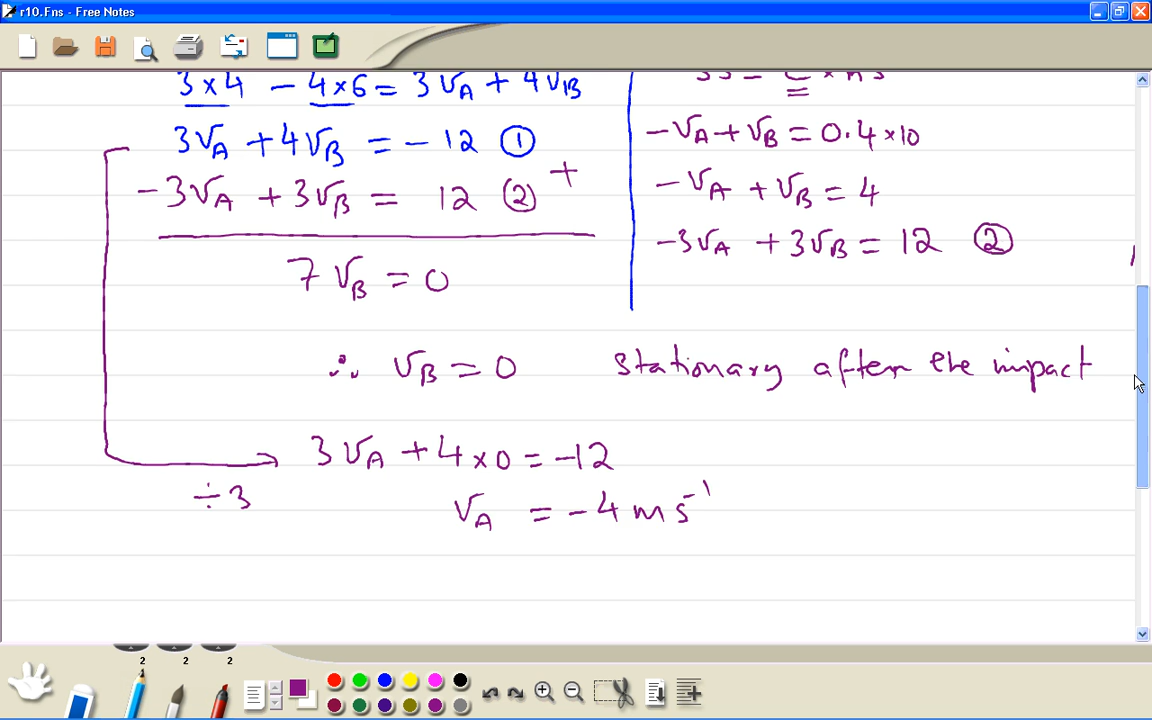 r10.Fns - Free Notes
3×4 - 4×6 = 3VA + 4VB
3VA + 4VB = - 12 ①
-3VA + 3VB = 12 ② +
7VB = 0
-VA + VB = 0.4×10
-VA + VB = 4
-3VA + 3VB = 12 ②
∴ VB = 0 stationary after the impact
3VA + 4×0 = -12
÷3
VA = -4 ms⁻¹
2 2 2